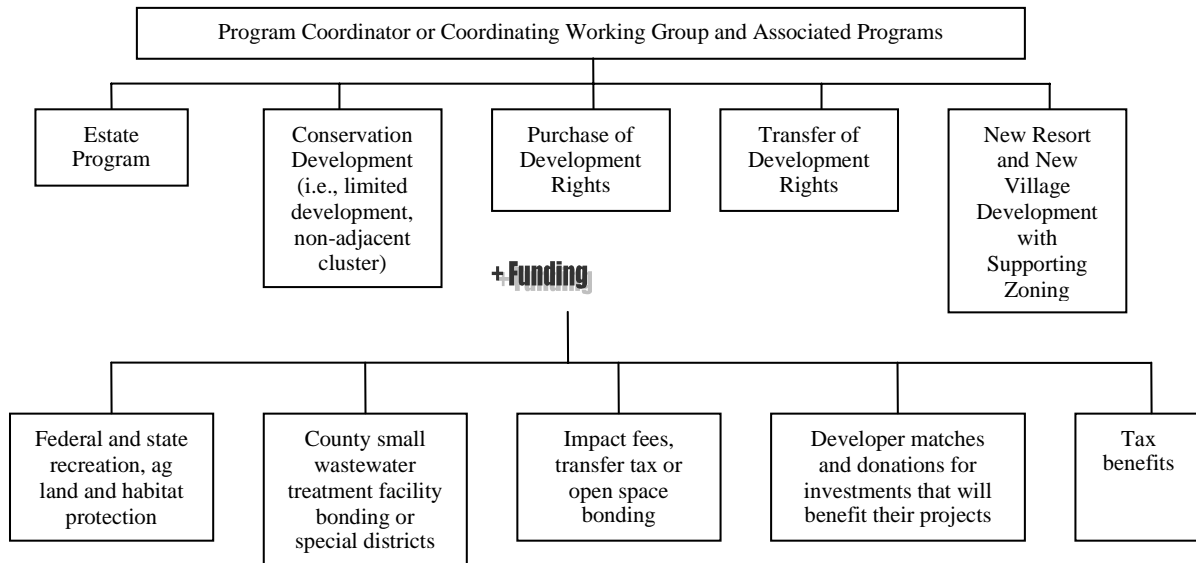 Program Coordinator or Coordinating Working Group and Associated Programs
Estate
Program
Conservation
Development
(i.e., limited
development,
non-adjacent
cluster)
Purchase of
Development
Rights
Transfer of
Development
Rights
New Resort
and New
Village
Development
with
Supporting
Zoning
+ Funding
Federal and state
recreation, ag
land and habitat
protection
County small
wastewater
treatment facility
bonding or
special districts
Impact fees,
transfer tax or
open space
bonding
Developer matches
and donations for
investments that will
benefit their projects
Tax
benefits